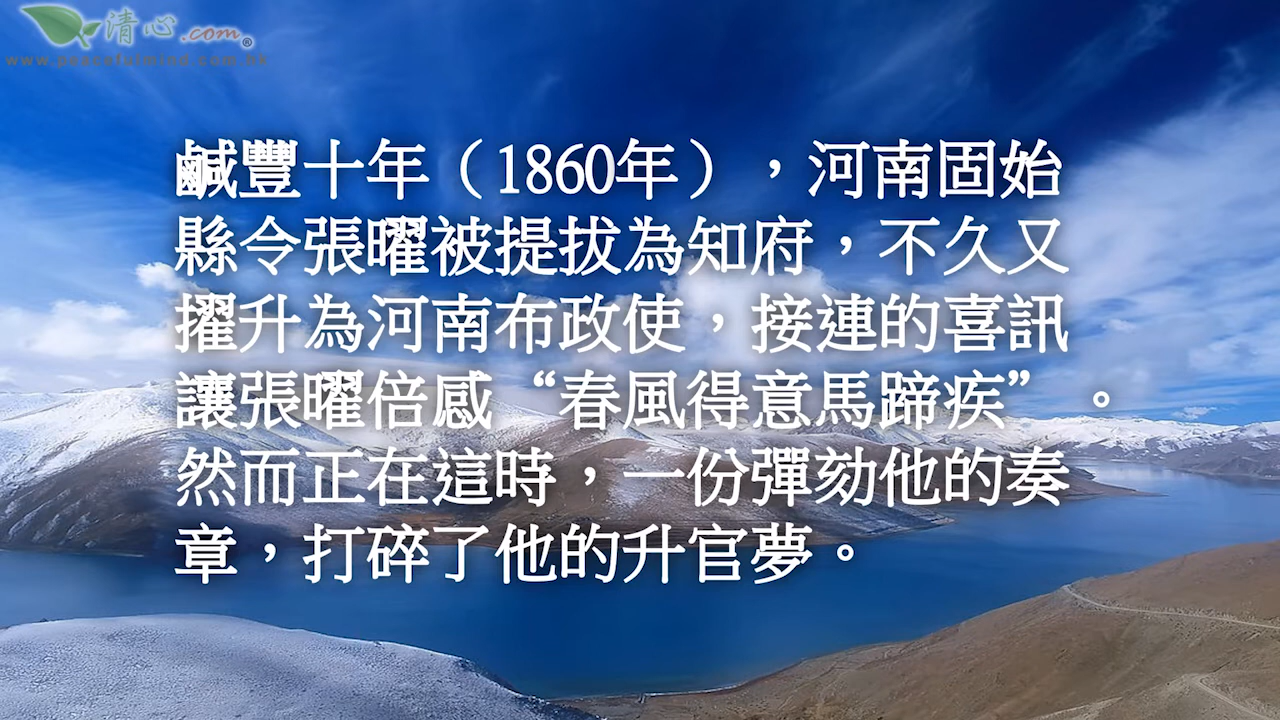 清心.com®
www.peacefulmind.com.hk
鹹豐十年（1860年），河南固始
縣令張曜被提拔為知府，不久又
擢升為河南布政使，接連的喜訊
讓張曜倍感“春風得意馬蹄疾”。
然而正在這時，一份彈劾他的奏
章，打碎了他的升官夢。